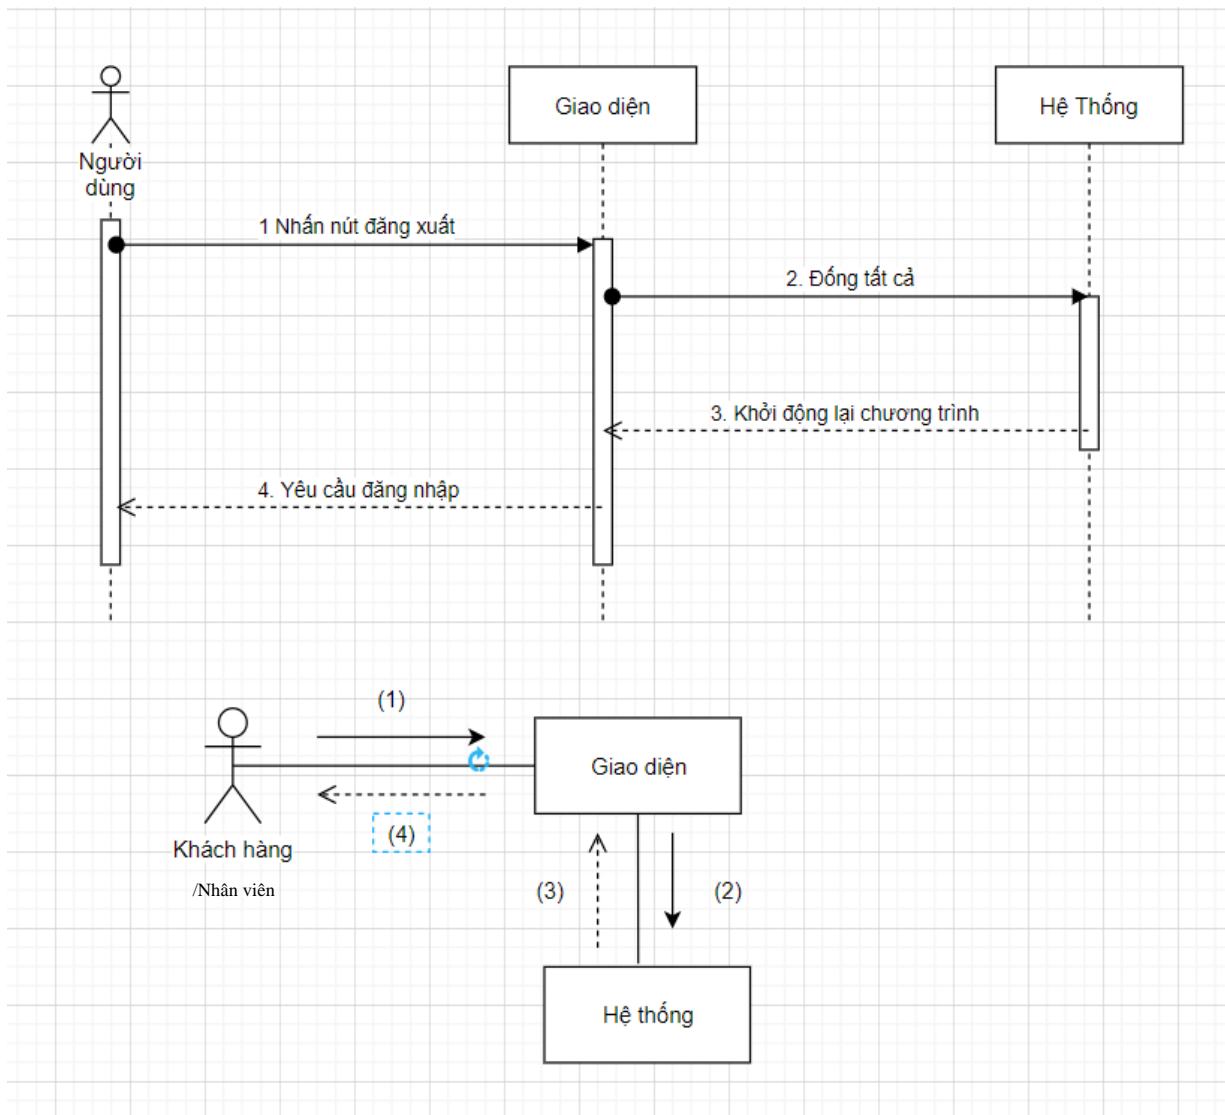 Giao diện
Hệ Thống
Người
dùng
1 Nhấn nút đăng xuất
2. Đống tất cả
3. Khởi động lại chương trình
4. Yêu cầu đăng nhập
(1)
Giao diện
(4)
Khách hàng
/Nhân viên
(3)
(2)
Hệ thống